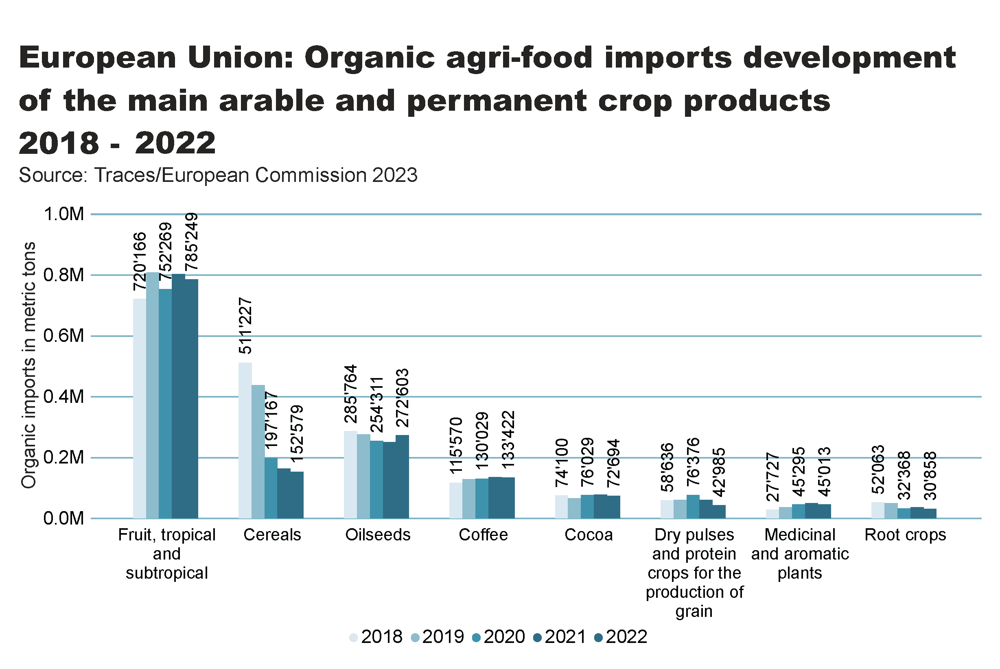 European Union: Organic agri-food imports development
of the main arable and permanent crop products
2018 - 2022
Source: Traces/European Commission 2023
Organic imports in metric tons
1.0M
0.8M
0.6M
0.4M
0.2M
0.0M
720'166
752'269
785'249
511'227
197'167
152'579
285'764
254'311
272'603
115'570
130'029
133'422
74'100
76'029
72'694
58'636
76'376
42'985
27'727
45'295
45'013
52'063
32'368
30'858
Fruit, tropical
and
subtropical
Cereals
Oilseeds
Coffee
Cocoa
Dry pulses
and protein
crops for the
production of
grain
Medicinal
and aromatic
plants
Root crops
2018 2019 2020 2021 2022